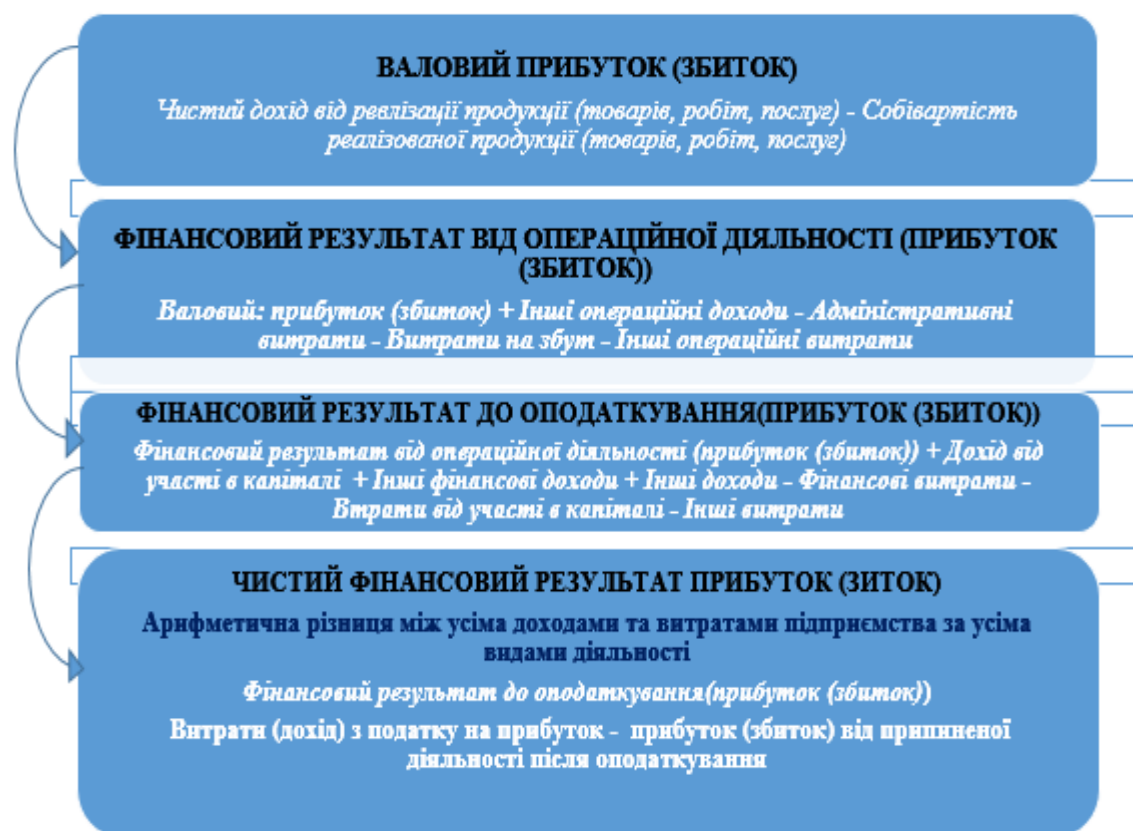 ВАЛОВИЙ ПРИБУТОК (ЗБИТОК)
Чистий дохід від ревлізації продукції (товарів, робіт, послуг) - Собівартість
реалізованої продукції (товарів, робіт, послуг)
ФІНАНСОВИЙ РЕЗУЛЬТАТ ВІД ОПЕРАЦІЙНОЇ ДІЯЛЬНОСТІ (ПРИБУТОК
(ЗБИТОК))
Валовий: прибуток (збиток) + Інші операційні доходи - Адміністративні
витрати - Витрати на збут - Інші операційні витрати
ФІНАНСОВИЙ РЕЗУЛЬТАТ ДО ОПОДАТКУВАННЯ(ПРИБУТОК (ЗБИТОК))
Фінансовий результат від операційної діяльності (прибуток (збиток)) + Дохід від
участі в капіталі + Інші фінансові доходи + Інші доходи - Фінансові витрати -
Втрати від участі в капіталі - Інші витрати
ЧИСТИЙ ФІНАНСОВИЙ РЕЗУЛЬТАТ ПРИБУТОК (ЗИТОК)
Арифметична різниця між усіма доходами та витратами підприємства за усіма
видами діяльності
Фінансовий результат до оподаткування(прибуток (збиток))
Витрати (дохід) з податку на прибуток - прибуток (збиток) від припиненої
діяльності після оподаткування